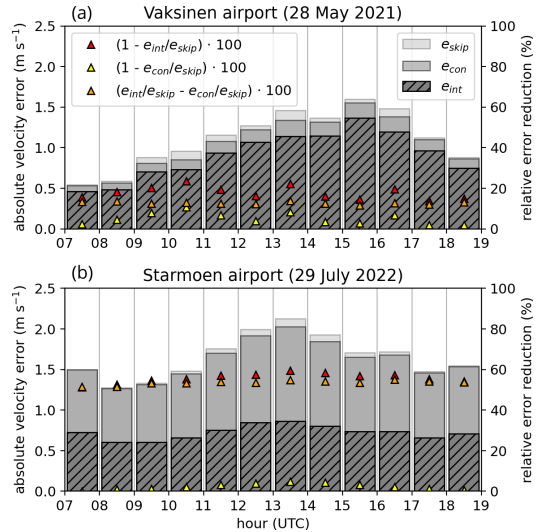 (a) Vaksinen airport (28 May 2021)
absolute velocity error (m s⁻¹)
2.5
2.0
1.5
1.0
0.5
0.0
(1 - e_int/e_skip) · 100
(1 - e_con/e_skip) · 100
(e_int/e_skip - e_con/e_skip) · 100
e_skip
e_con
e_int
100
80
60
40
20
0
relative error reduction (%)
07 08 09 10 11 12 13 14 15 16 17 18 19
(b) Starmoen airport (29 July 2022)
absolute velocity error (m s⁻¹)
2.5
2.0
1.5
1.0
0.5
0.0
100
80
60
40
20
0
relative error reduction (%)
07 08 09 10 11 12 13 14 15 16 17 18 19
hour (UTC)